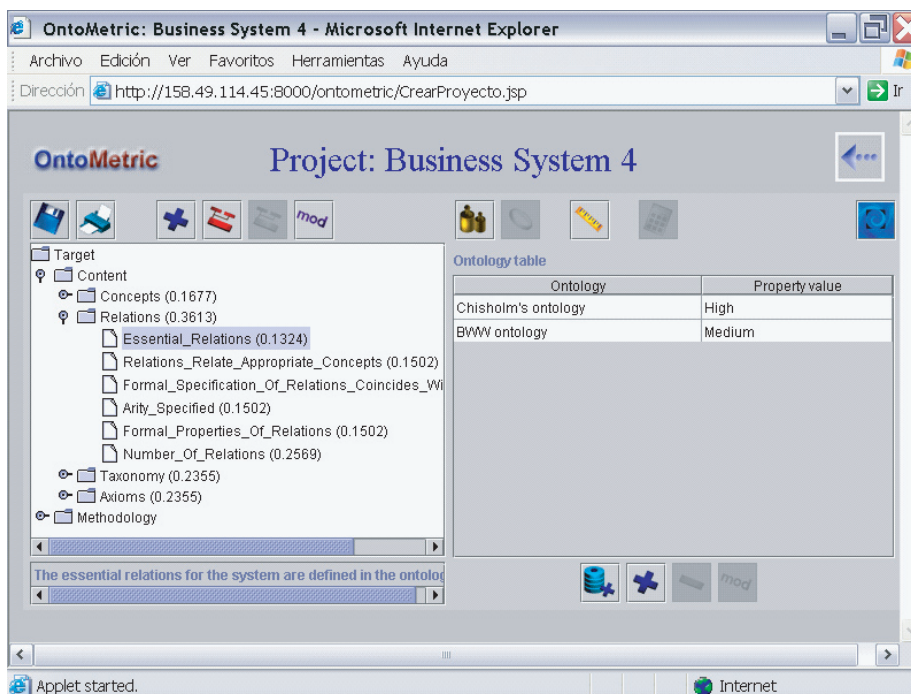 OntoMetric: Business System 4 - Microsoft Internet Explorer
Archivo Edición Ver Favoritos Herramientas Ayuda
Dirección http://158.49.114.45:8000/ontometric/CrearProyecto.jsp Ir
OntoMetric Project: Business System 4
mod
Target
Content
Concepts (0.1677)
Relations (0.3613)
Essential_Relations (0.1324)
Relations_Relate_Appropriate_Concepts (0.1502)
Formal_Specification_Of_Relations_Coincides_Wi
Arity_Specified (0.1502)
Formal_Properties_Of_Relations (0.1502)
Number_Of_Relations (0.2569)
Taxonomy (0.2355)
Axioms (0.2355)
Methodology
The essential relations for the system are defined in the ontolog
Ontology table
Ontology Property value
Chisholm's ontology High
BWW ontology Medium
mod
Applet started. Internet